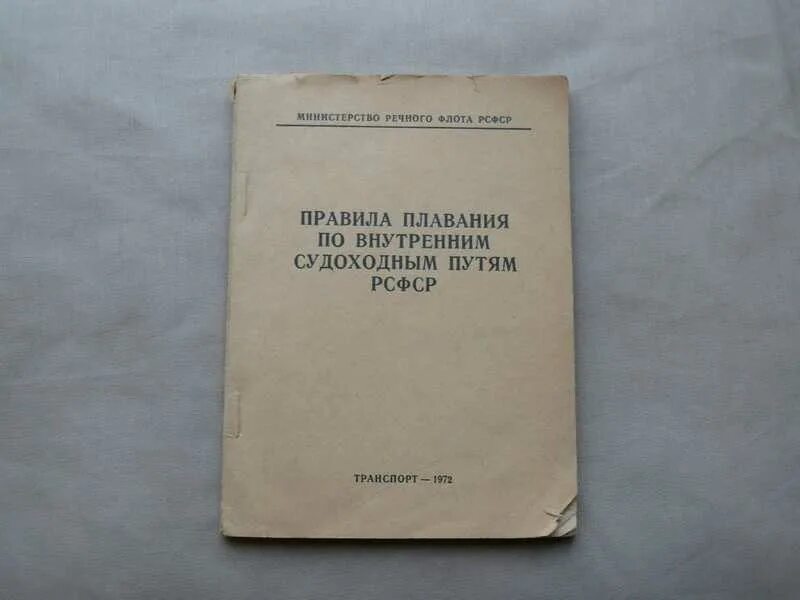 МИНИСТЕРСТВО РЕЧНОГО ФЛОТА РСФСР
ПРАВИЛА ПЛАВАНИЯ
ПО ВНУТРЕННИМ
СУДОХОДНЫМ ПУТЯМ
РСФСР
ТРАНСПОРТ — 1972